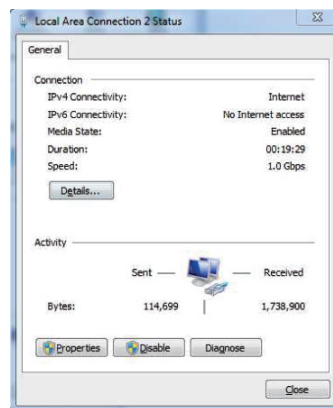 Local Area Connection 2 Status
General
Connection
IPv4 Connectivity: Internet
IPv6 Connectivity: No Internet access
Media State: Enabled
Duration: 00:19:29
Speed: 1.0 Gbps
Details...
Activity
Sent Received
Bytes: 114,699 1,738,900
Properties Disable Diagnose
Close